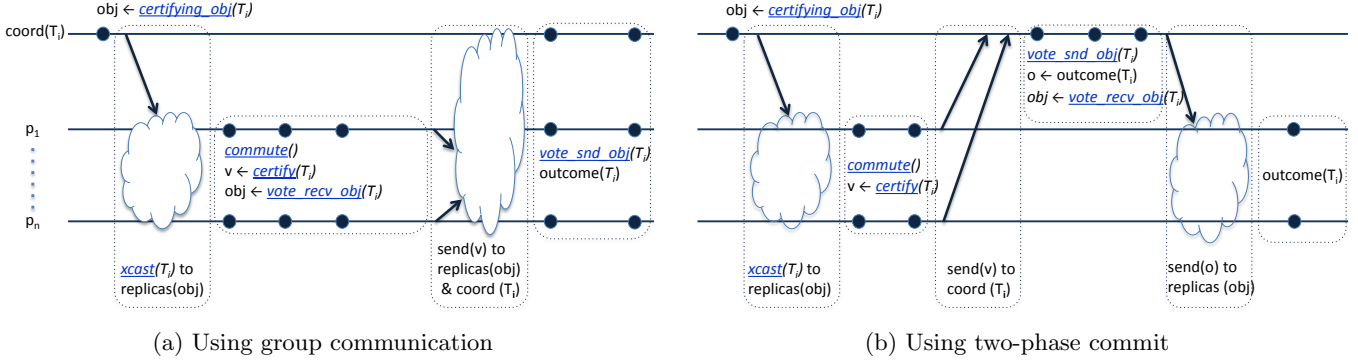 obj ← certifying_obj(Ti)
coord(Ti)
p1
pn
commute()
v ← certify(Ti)
obj ← vote_recv_obj(Ti)
vote_snd_obj(Ti)
outcome(Ti)
xcast(Ti) to
replicas(obj)
send(v) to
replicas(obj)
& coord (Ti)
(a) Using group communication
obj ← certifying_obj(Ti)
vote_snd_obj(Ti)
o ← outcome(Ti)
obj ← vote_recv_obj(Ti)
commute()
v ← certify(Ti)
outcome(Ti)
xcast(Ti) to
replicas(obj)
send(v) to
coord (Ti)
send(o) to
replicas (obj)
(b) Using two-phase commit